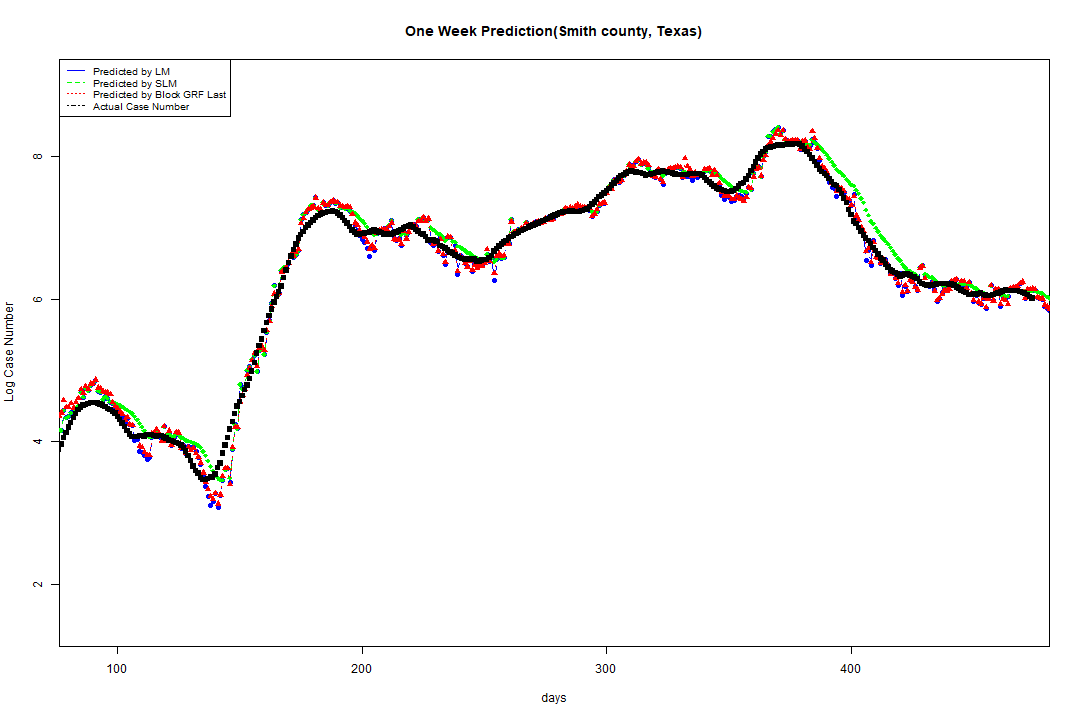 One Week Prediction(Smith county, Texas)
Predicted by LM
Predicted by SLM
Predicted by Block GRF Last
Actual Case Number
Log Case Number
8
6
4
2
100 200 300 400
days